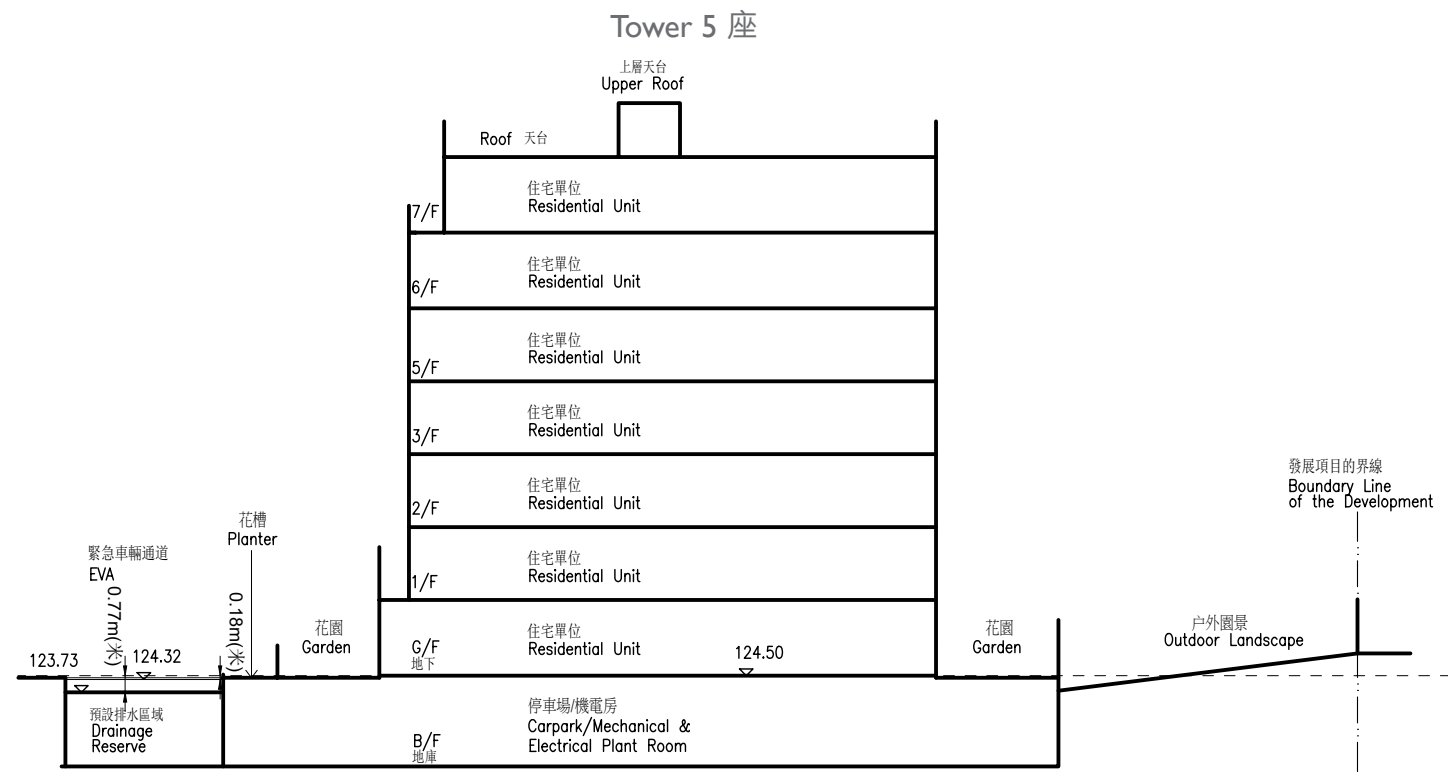 Tower 5 座
上層天台
Upper Roof
Roof 天台
7/F
住宅單位
Residential Unit
6/F
住宅單位
Residential Unit
5/F
住宅單位
Residential Unit
3/F
住宅單位
Residential Unit
2/F
住宅單位
Residential Unit
1/F
住宅單位
Residential Unit
G/F
地下
住宅單位
Residential Unit
124.50
B/F
地庫
停車場/機電房
Carpark/Mechanical &
Electrical Plant Room
緊急車輛通道
EVA
0.77m(米)
0.18m(米)
花槽
Planter
123.73
124.32
預設排水區域
Drainage
Reserve
花園
Garden
花園
Garden
户外園景
Outdoor Landscape
發展項目的界線
Boundary Line
of the Development